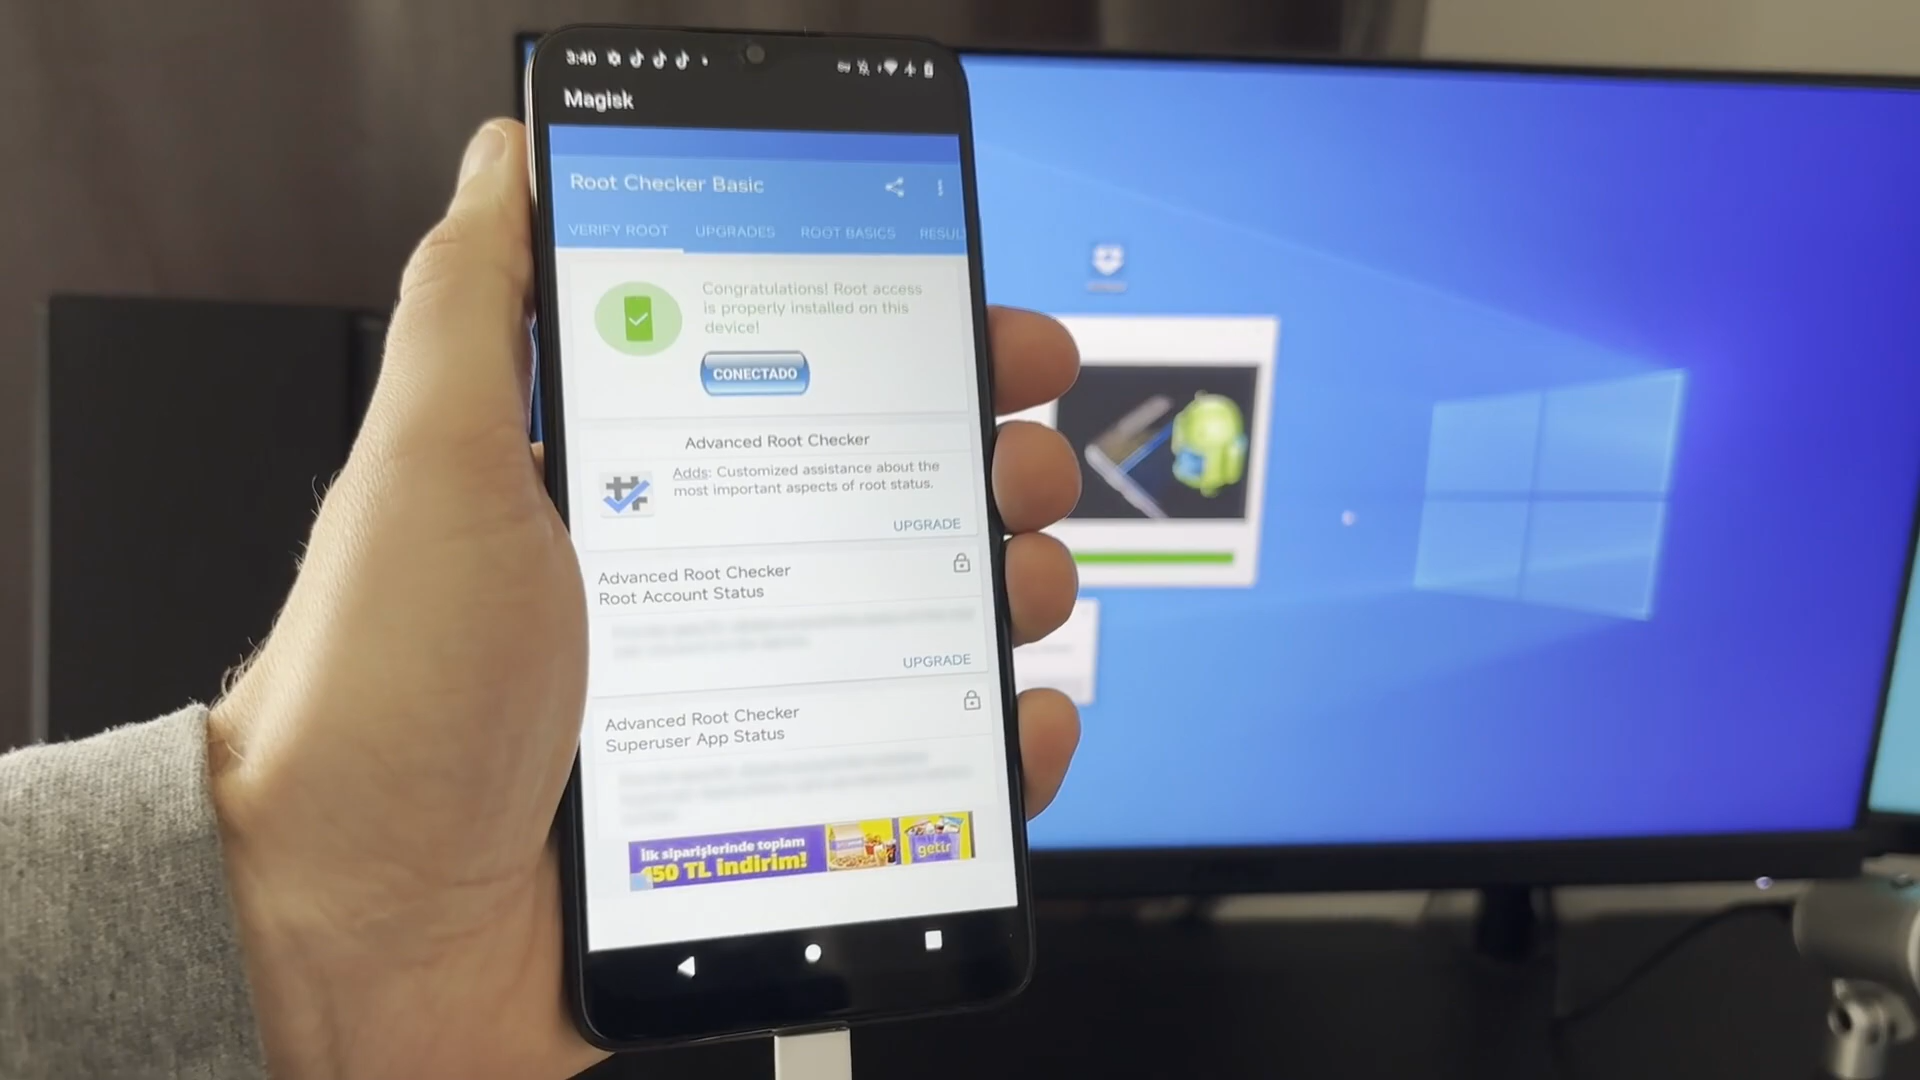 3:40
Magisk
Root Checker Basic
VERIFY ROOT UPGRADES ROOT BASICS RESUL
Congratulations! Root access
is properly installed on this
device!
CONECTADO
Advanced Root Checker
Adds: Customized assistance about the
most important aspects of root status.
UPGRADE
Advanced Root Checker
Root Account Status
UPGRADE
Advanced Root Checker
Superuser App Status
İlk siparişlerinde toplam
150 TL indirim!
getir